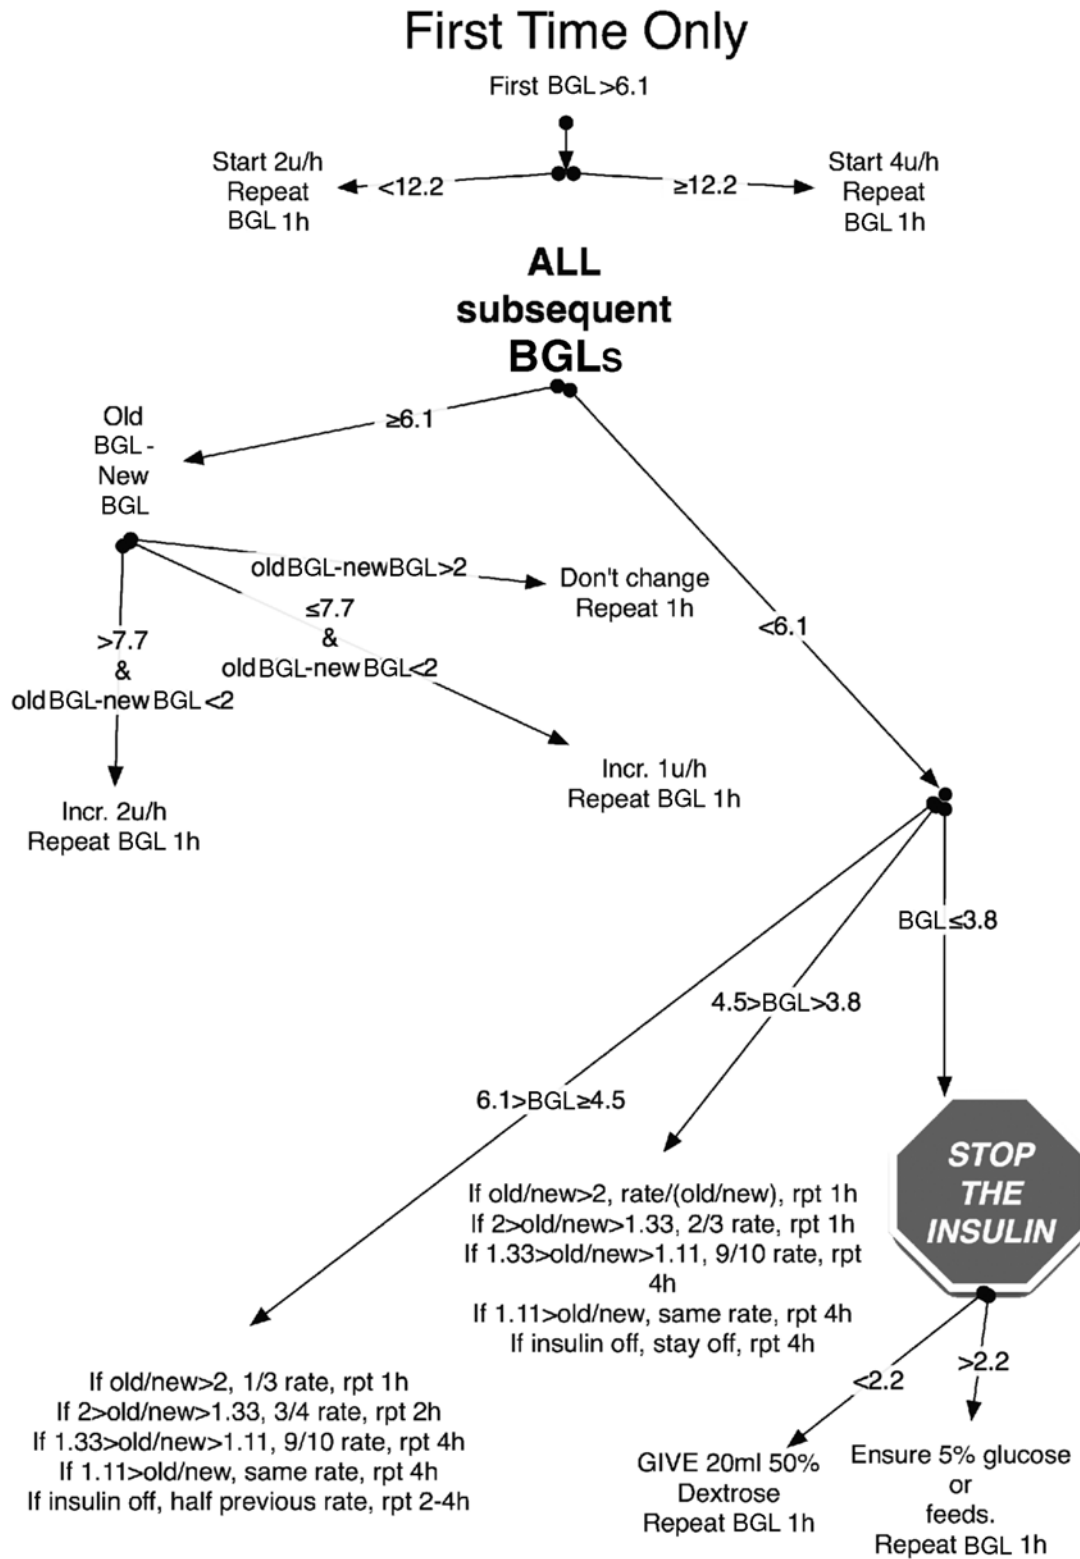 First Time Only
First BGL >6.1
Start 2u/h
Repeat
BGL 1h
<12.2
≥12.2
Start 4u/h
Repeat
BGL 1h
ALL
subsequent
BGLs
≥6.1
Old
BGL -
New
BGL
oldBGL-newBGL>2
Don't change
Repeat 1h
≤7.7
&
oldBGL-newBGL<2
>7.7
&
oldBGL-newBGL<2
<6.1
Incr. 1u/h
Repeat BGL 1h
Incr. 2u/h
Repeat BGL 1h
BGL≤3.8
4.5>BGL>3.8
6.1>BGL≥4.5
STOP
THE
INSULIN
If old/new>2, rate/(old/new), rpt 1h
If 2>old/new>1.33, 2/3 rate, rpt 1h
If 1.33>old/new>1.11, 9/10 rate, rpt
4h
If 1.11>old/new, same rate, rpt 4h
If insulin off, stay off, rpt 4h
If old/new>2, 1/3 rate, rpt 1h
If 2>old/new>1.33, 3/4 rate, rpt 2h
If 1.33>old/new>1.11, 9/10 rate, rpt 4h
If 1.11>old/new, same rate, rpt 4h
If insulin off, half previous rate, rpt 2-4h
<2.2
>2.2
GIVE 20ml 50%
Dextrose
Repeat BGL 1h
Ensure 5% glucose
or
feeds.
Repeat BGL 1h